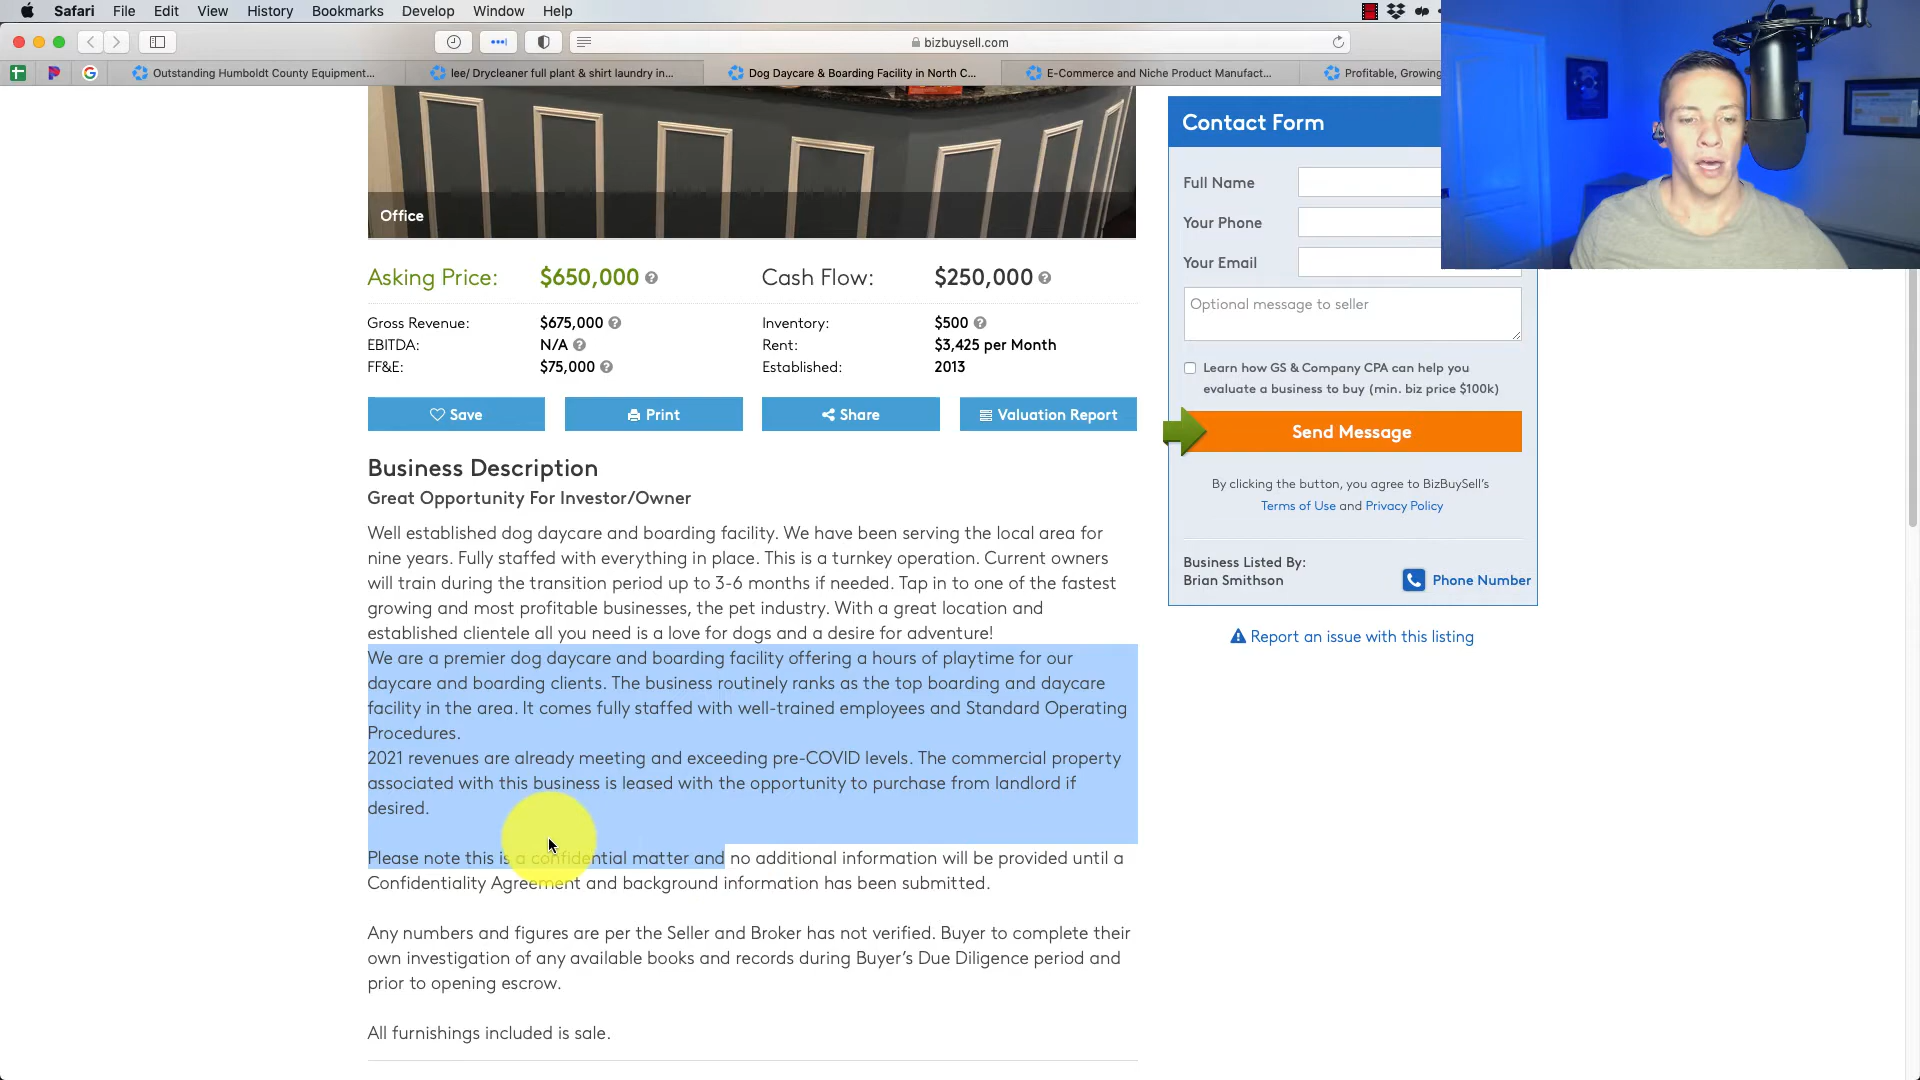 Safari File Edit View History Bookmarks Develop Window Help
bizbuysell.com
Outstanding Humboldt County Equipment... lee/ Drycleaner full plant & shirt laundry in... Dog Daycare & Boarding Facility in North C... E-Commerce and Niche Product Manufact... Profitable, Growing
Office
Asking Price: $650,000 Cash Flow: $250,000
Gross Revenue: $675,000 Inventory: $500
EBITDA: N/A Rent: $3,425 per Month
FF&E: $75,000 Established: 2013
Save Print Share Valuation Report
Business Description
Great Opportunity For Investor/Owner
Well established dog daycare and boarding facility. We have been serving the local area for
nine years. Fully staffed with everything in place. This is a turnkey operation. Current owners
will train during the transition period up to 3-6 months if needed. Tap in to one of the fastest
growing and most profitable businesses, the pet industry. With a great location and
established clientele all you need is a love for dogs and a desire for adventure!
We are a premier dog daycare and boarding facility offering a hours of playtime for our
daycare and boarding clients. The business routinely ranks as the top boarding and daycare
facility in the area. It comes fully staffed with well-trained employees and Standard Operating
Procedures.
2021 revenues are already meeting and exceeding pre-COVID levels. The commercial property
associated with this business is leased with the opportunity to purchase from landlord if
desired.
Please note this is a confidential matter and no additional information will be provided until a
Confidentiality Agreement and background information has been submitted.
Any numbers and figures are per the Seller and Broker has not verified. Buyer to complete their
own investigation of any available books and records during Buyer's Due Diligence period and
prior to opening escrow.
All furnishings included is sale.
Contact Form
Full Name
Your Phone
Your Email
Optional message to seller
Learn how GS & Company CPA can help you
evaluate a business to buy (min. biz price $100k)
Send Message
By clicking the button, you agree to BizBuySell's
Terms of Use and Privacy Policy
Business Listed By:
Brian Smithson Phone Number
Report an issue with this listing